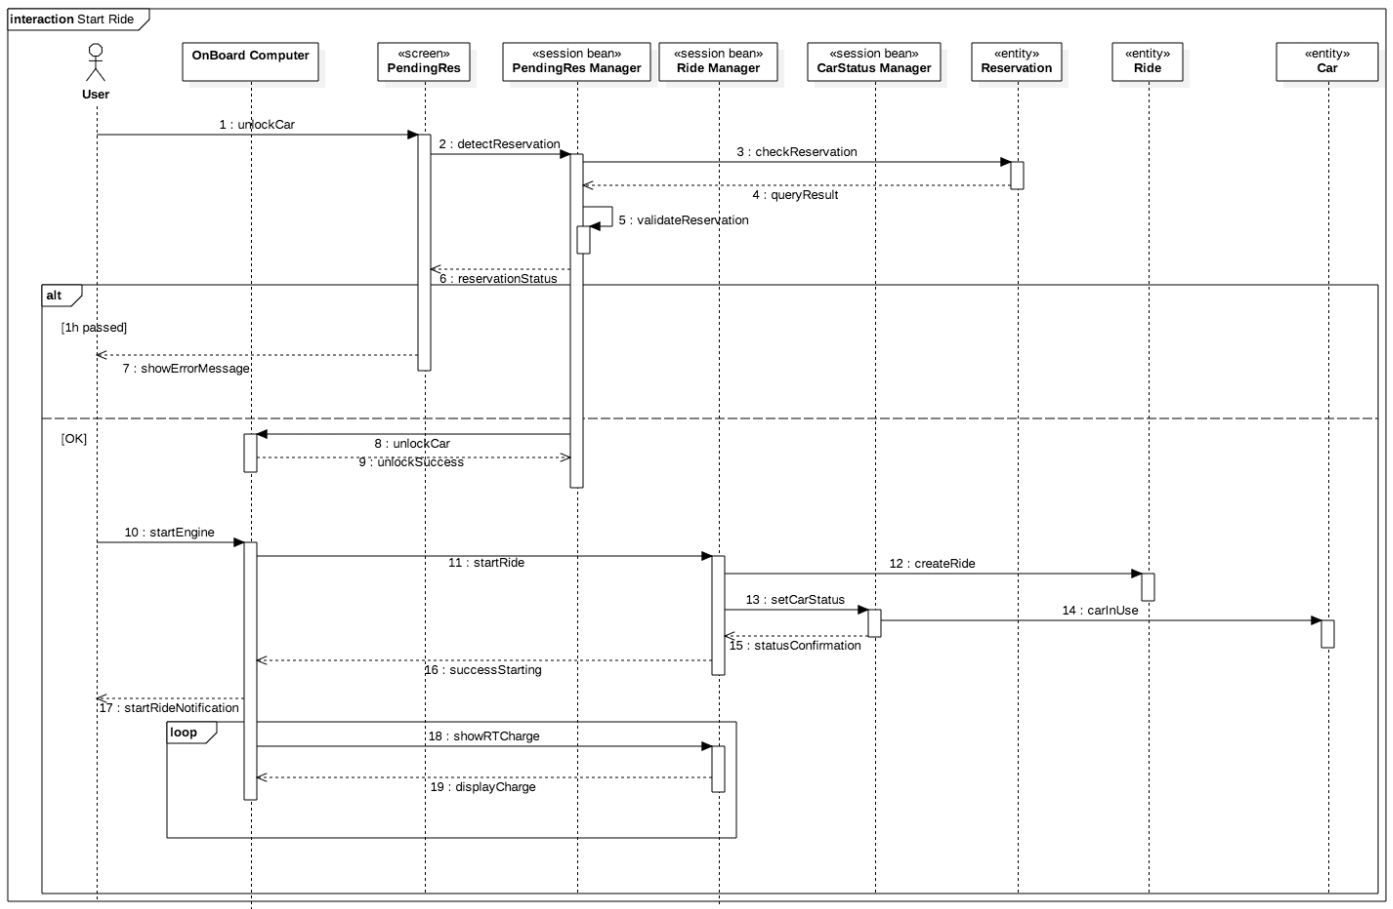 interaction Start Ride
User
OnBoard Computer
«screen»
PendingRes
«session bean»
PendingRes Manager
«session bean»
Ride Manager
«session bean»
CarStatus Manager
«entity»
Reservation
«entity»
Ride
«entity»
Car
1 : unlockCar
2 : detectReservation
3 : checkReservation
4 : queryResult
5 : validateReservation
6 : reservationStatus
alt
[1h passed]
7 : showErrorMessage
[OK]
8 : unlockCar
9 : unlockSuccess
10 : startEngine
11 : startRide
12 : createRide
13 : setCarStatus
14 : carInUse
15 : statusConfirmation
16 : successStarting
17 : startRideNotification
loop
18 : showRTCharge
19 : displayCharge